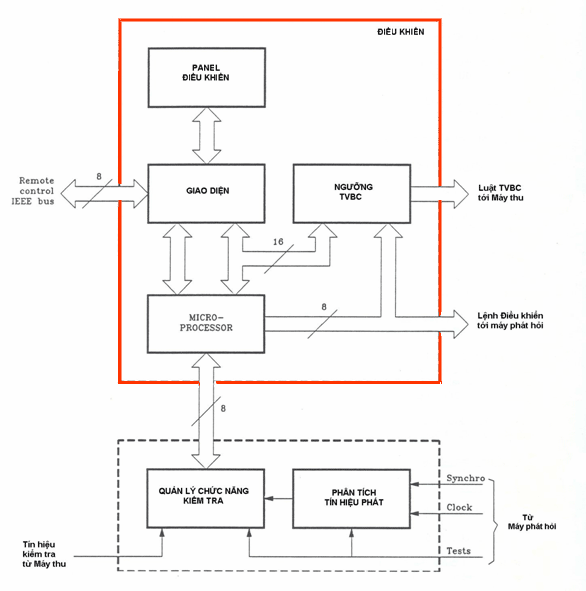 ĐIỀU KHIỂN
PANEL
ĐIỀU KHIỂN
8
Remote
control
IEEE bus
GIAO DIỆN
NGƯỠNG
TVBC
Luật TVBC
tới Máy thu
16
MICRO-
PROCESSOR
8
Lệnh Điều khiển
tới máy phát hỏi
8
QUẢN LÝ CHỨC NĂNG
KIỂM TRA
PHÂN TÍCH
TÍN HIỆU PHÁT
Synchro
Clock
Tests
Từ
Máy phát hỏi
Tín hiệu
kiểm tra
từ Máy thu